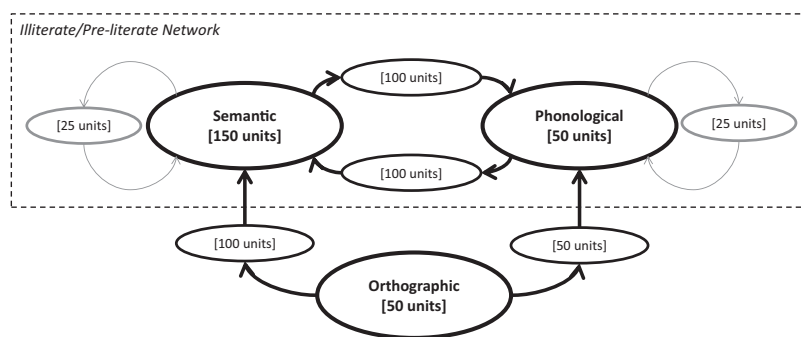 Illiterate/Pre-literate Network
[100 units]
Semantic
[150 units]
Phonological
[50 units]
[25 units]
[25 units]
[100 units]
[100 units]
[50 units]
Orthographic
[50 units]